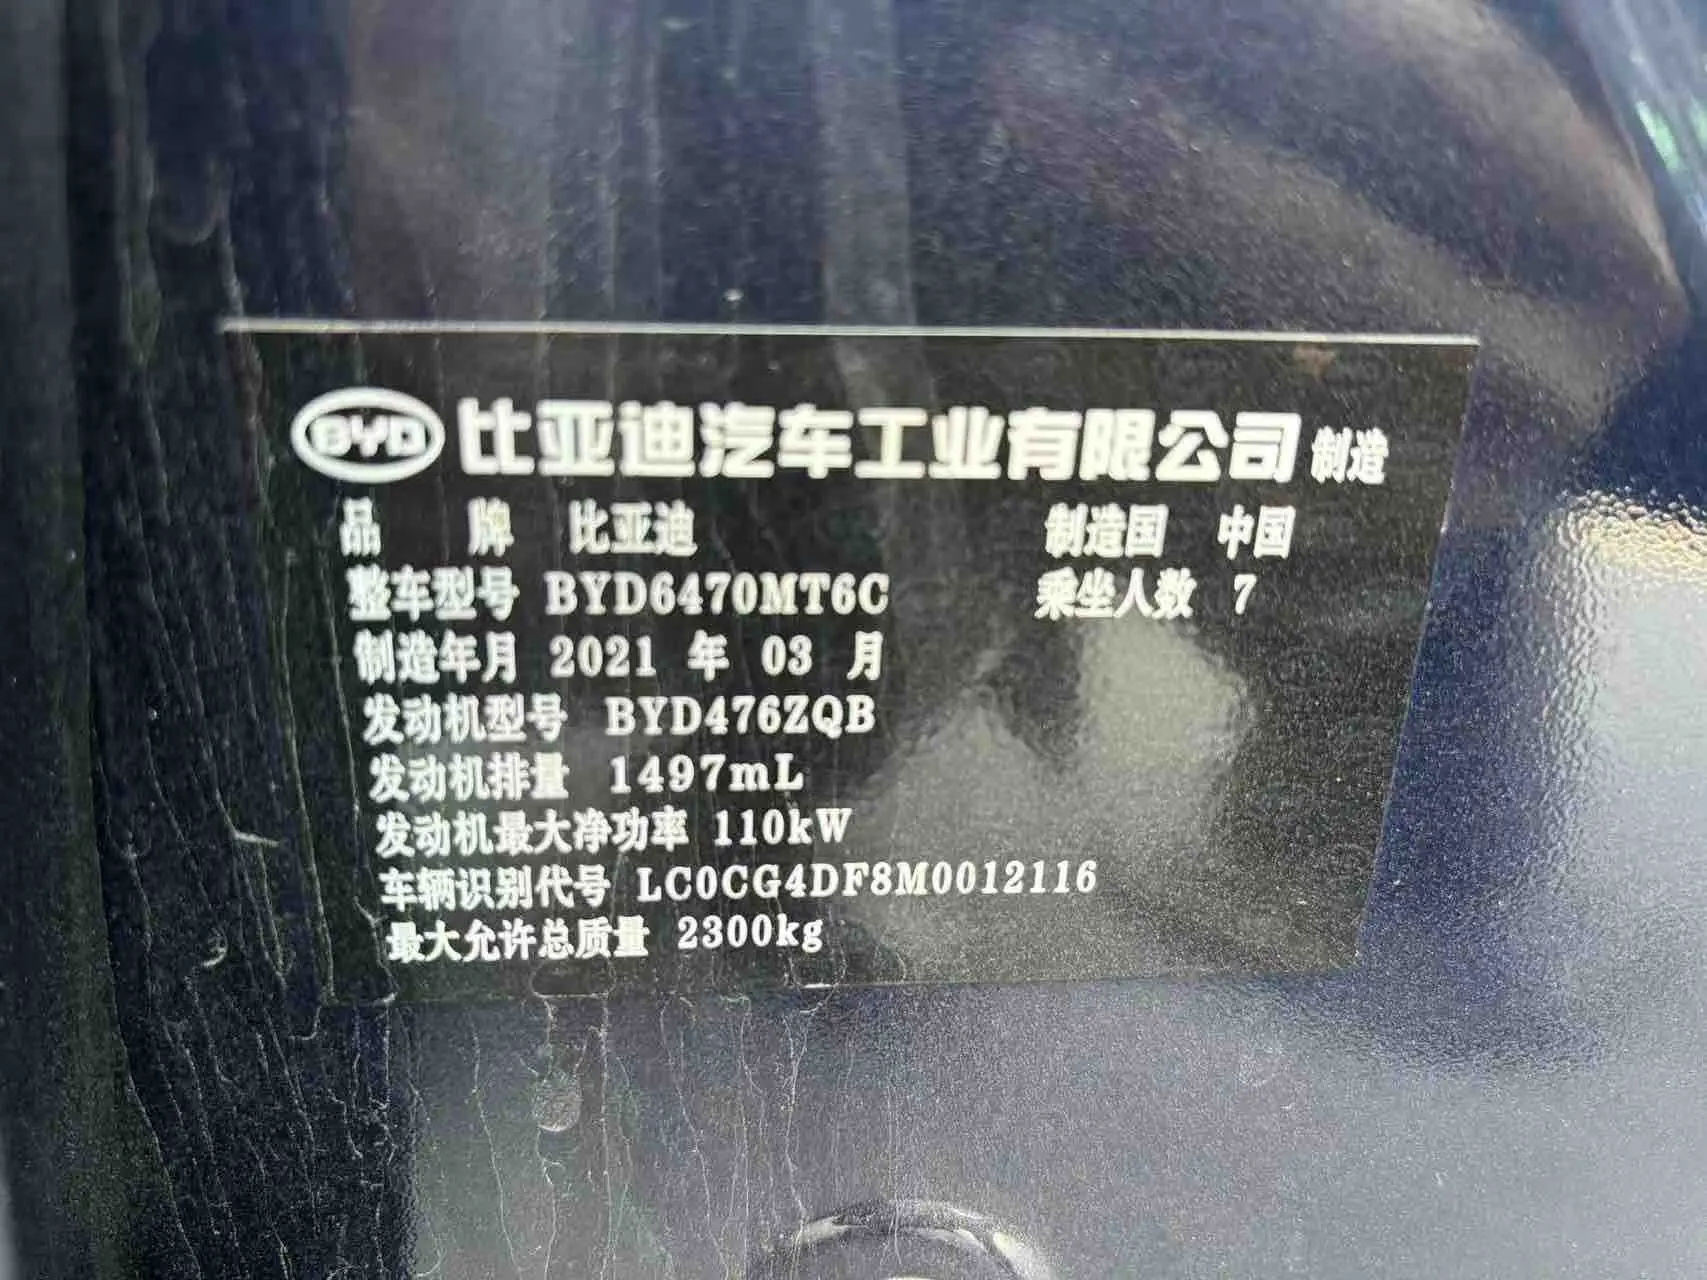 BYD 比亚迪汽车工业有限公司 制造
品 牌 比亚迪 制造国 中国
整车型号 BYD6470MT6C 乘坐人数 7
制造年月 2021 年 03 月
发动机型号 BYD476ZQB
发动机排量 1497mL
发动机最大净功率 110kW
车辆识别代号 LC0CG4DF8M0012116
最大允许总质量 2300kg